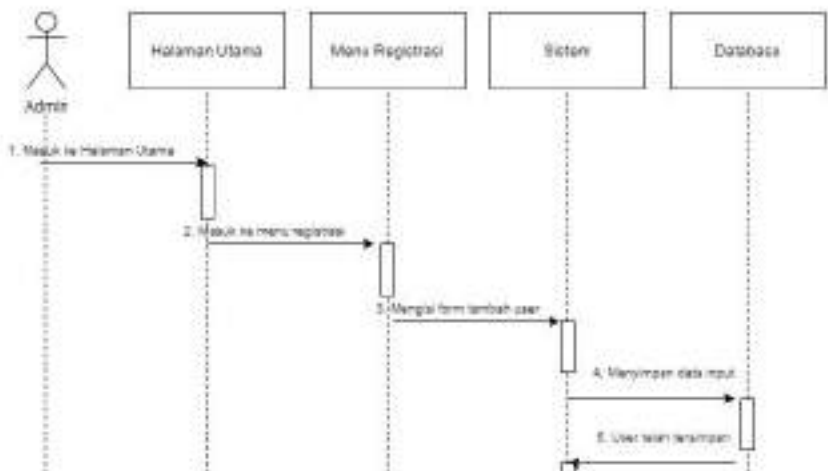 Halaman Utama
Menu Registrasi
Sistem
Database
Admin
1. Masuk ke Halaman Utama
2. Masuk ke menu registrasi
3. Mengisi form tambah user
4. Menyimpan data input
5. User telah tersimpan